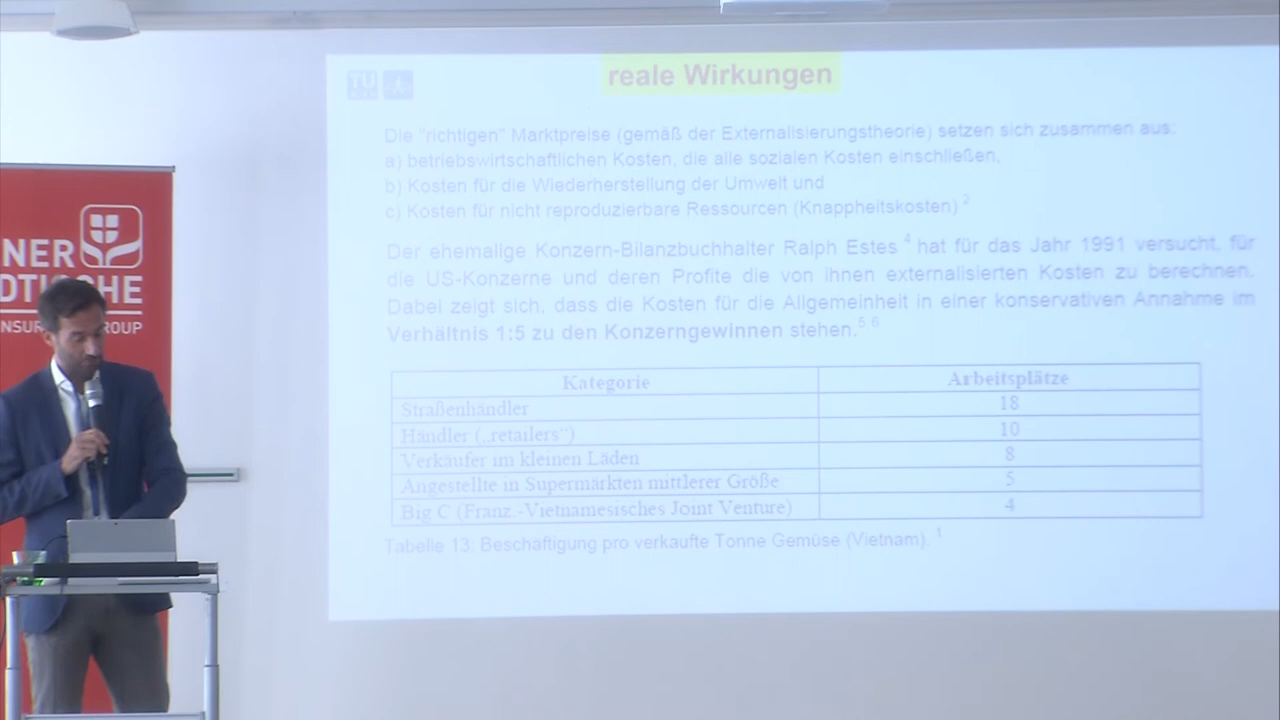 TU
reale Wirkungen
Die "richtigen" Marktpreise (gemäß der Externalisierungstheorie) setzen sich zusammen aus:
a) betriebswirtschaftlichen Kosten, die alle sozialen Kosten einschließen,
b) Kosten für die Wiederherstellung der Umwelt und
c) Kosten für nicht reproduzierbare Ressourcen (Knappheitskosten) 2
Der ehemalige Konzern-Bilanzbuchhalter Ralph Estes 4 hat für das Jahr 1991 versucht, für
die US-Konzerne und deren Profite die von ihnen externalisierten Kosten zu berechnen.
Dabei zeigt sich, dass die Kosten für die Allgemeinheit in einer konservativen Annahme im
Verhältnis 1:5 zu den Konzerngewinnen stehen.5 6
Kategorie Arbeitsplätze
Straßenhändler 18
Händler („retailers“) 10
Verkäufer im kleinen Läden 8
Angestellte in Supermärkten mittlerer Größe 5
Big C (Franz.-Vietnamesisches Joint Venture) 4
Tabelle 13: Beschäftigung pro verkaufte Tonne Gemüse (Vietnam). 1
NER
DTISCHE
NSURANCE GROUP